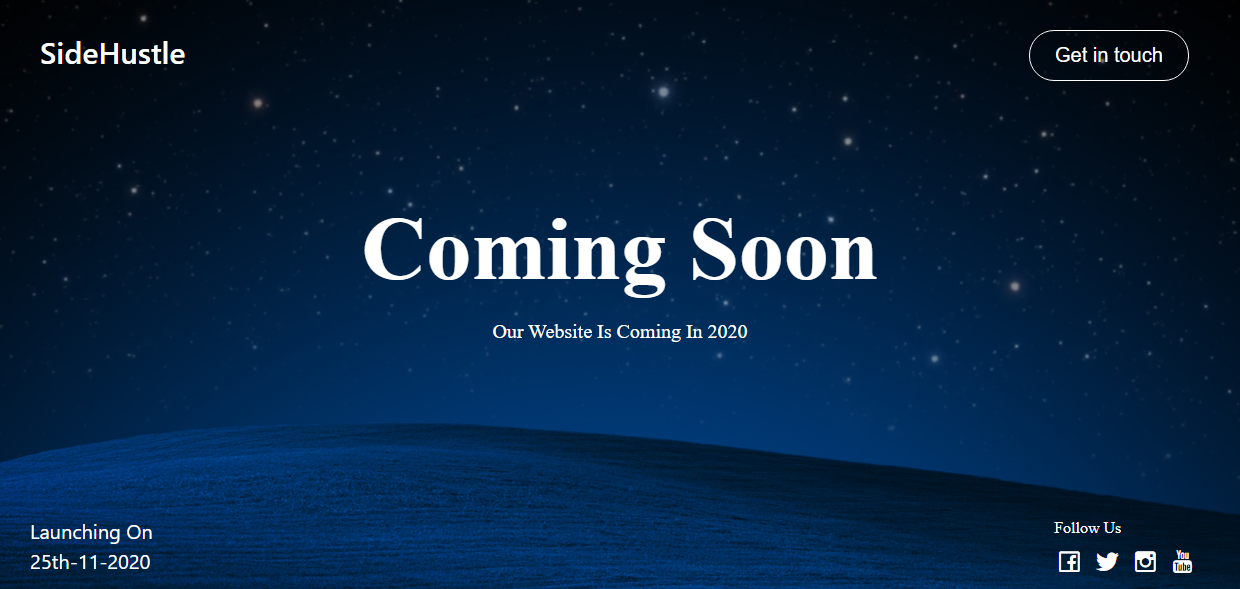 SideHustle
Get in touch
Coming Soon
Our Website Is Coming In 2020
Launching On
25th-11-2020
Follow Us
You
Tube